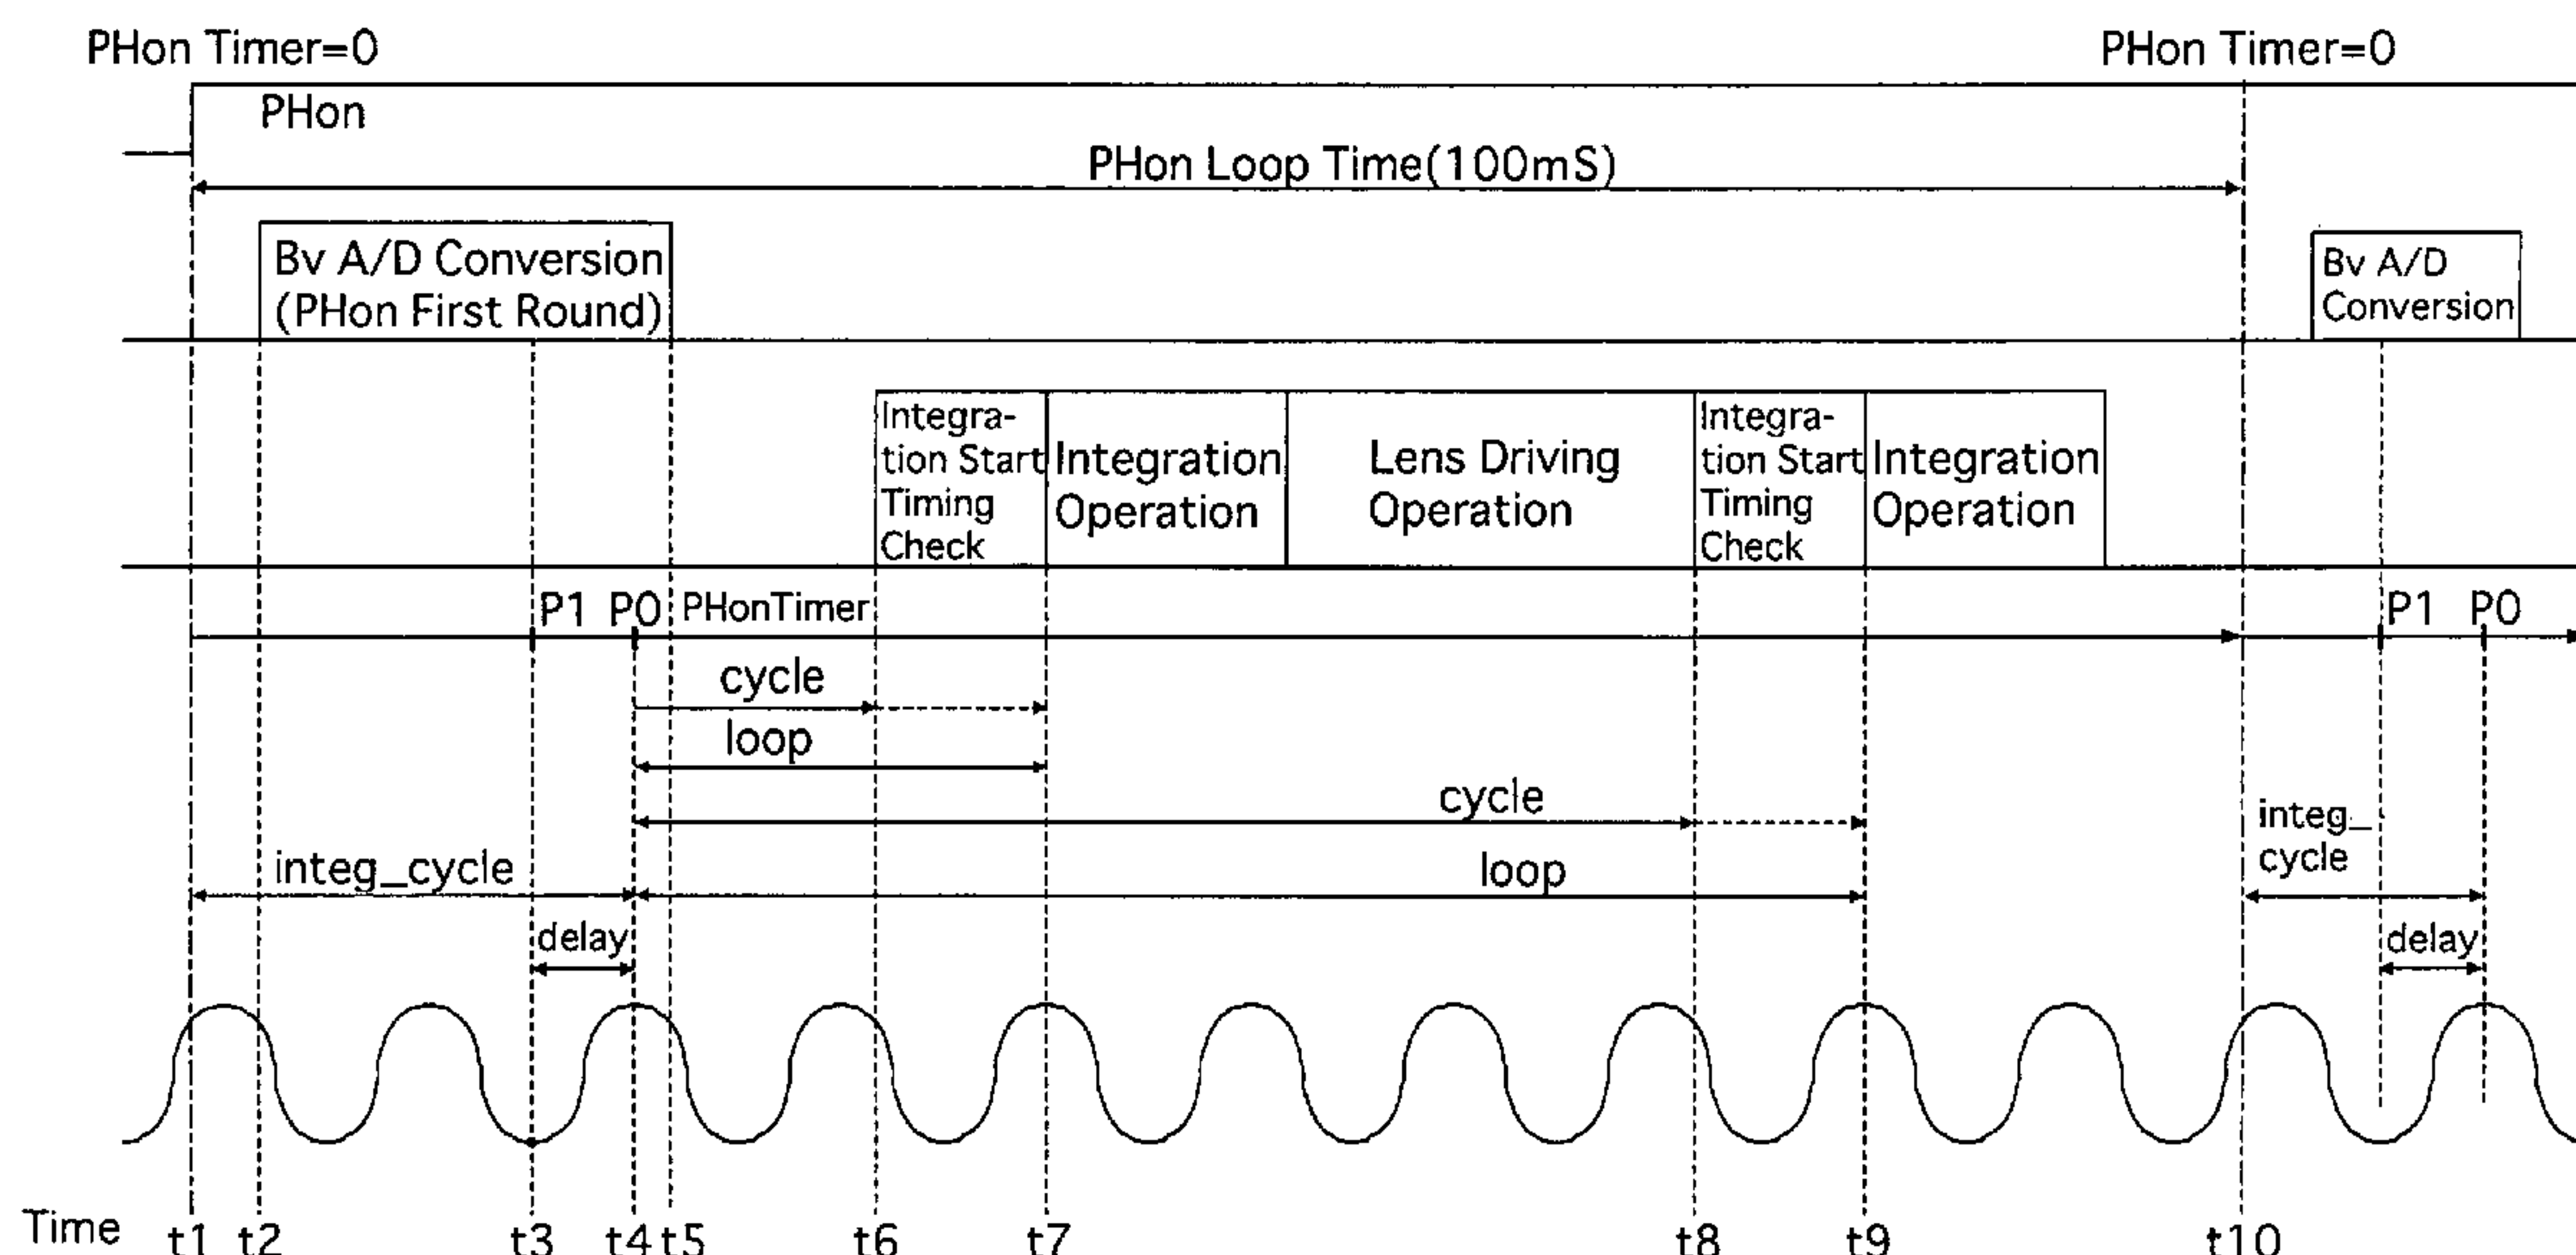 PHon Timer=0
PHon Timer=0
PHon
PHon Loop Time(100mS)
Bv A/D Conversion
(PHon First Round)
Bv A/D
Conversion
Integra-
tion Start
Timing
Check
Integration
Operation
Lens Driving
Operation
Integra-
tion Start
Timing
Check
Integration
Operation
P1 P0 PHonTimer
P1 P0
cycle
loop
cycle
integ_cycle
loop
integ_
cycle
delay
delay
Time t1 t2 t3 t4 t5 t6 t7 t8 t9 t10